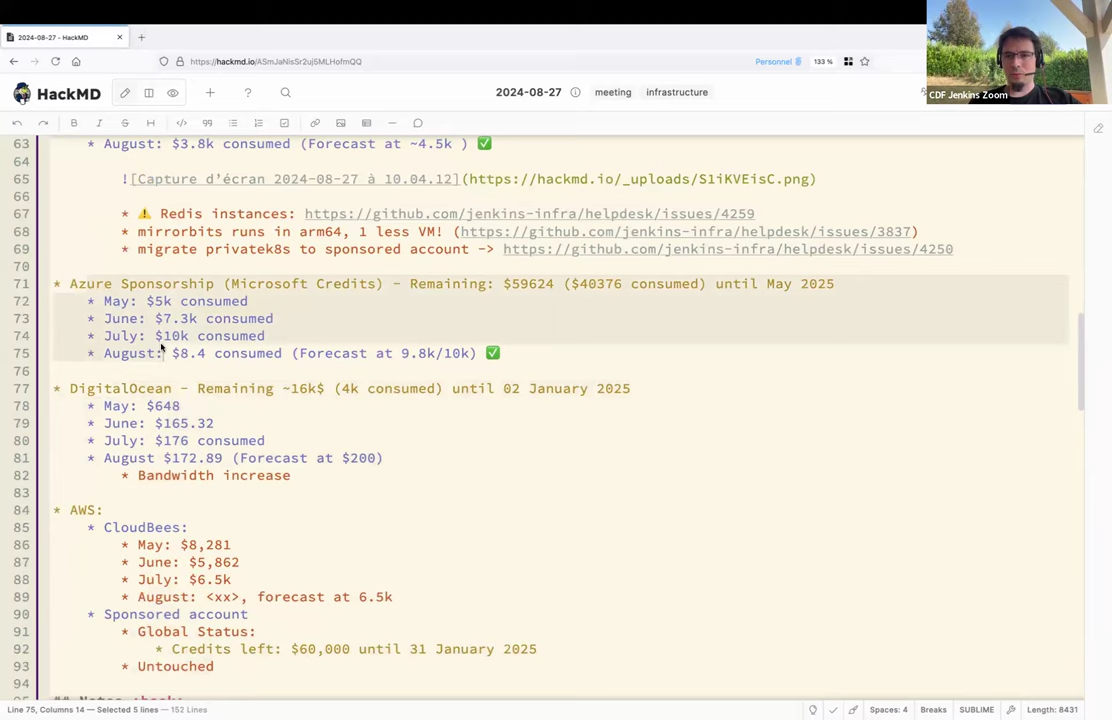 2024-08-27 - HackMD
https://hackmd.io/ASmJaNisSr2uj5MLHofmQQ
Personnel
133 %
CDF Jenkins Zoom
HackMD
2024-08-27
meeting
infrastructure
63 * August: $3.8k consumed (Forecast at ~4.5k ) ✅
64
65 ![Capture d'écran 2024-08-27 à 10.04.12](https://hackmd.io/_uploads/S1iKVEisC.png)
66
67 * ⚠️ Redis instances: https://github.com/jenkins-infra/helpdesk/issues/4259
68 * mirrorbits runs in arm64, 1 less VM! (https://github.com/jenkins-infra/helpdesk/issues/3837)
69 * migrate privatek8s to sponsored account -> https://github.com/jenkins-infra/helpdesk/issues/4250
70
71 * Azure Sponsorship (Microsoft Credits) - Remaining: $59624 ($40376 consumed) until May 2025
72 * May: $5k consumed
73 * June: $7.3k consumed
74 * July: $10k consumed
75 * August: $8.4 consumed (Forecast at 9.8k/10k) ✅
76
77 * DigitalOcean - Remaining ~16k$ (4k consumed) until 02 January 2025
78 * May: $648
79 * June: $165.32
80 * July: $176 consumed
81 * August $172.89 (Forecast at $200)
82 * Bandwidth increase
83
84 * AWS:
85 * CloudBees:
86 * May: $8,281
87 * June: $5,862
88 * July: $6.5k
89 * August: <xx>, forecast at 6.5k
90 * Sponsored account
91 * Global Status:
92 * Credits left: $60,000 until 31 January 2025
93 * Untouched
94
Line 75, Columns 14 — Selected 5 lines — 152 Lines
Spaces: 4
Breaks
SUBLIME
Length: 8431